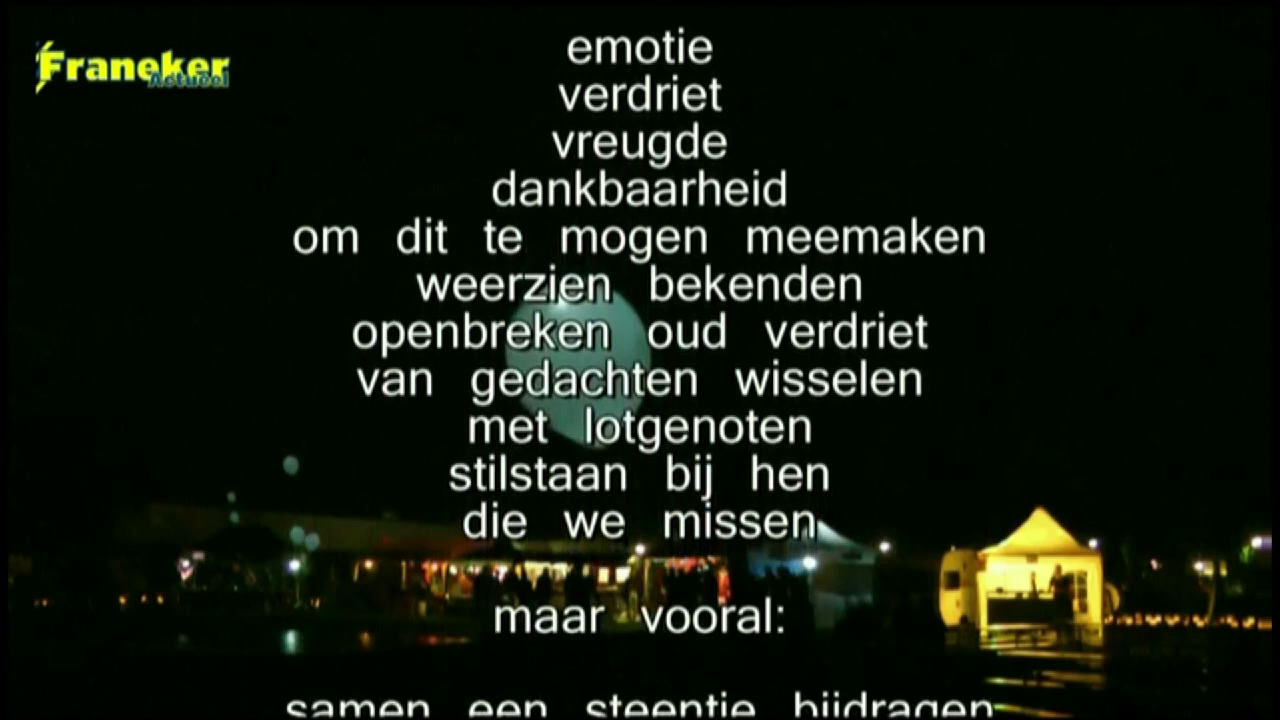 Franeker
Actueel
emotie
verdriet
vreugde
dankbaarheid
om dit te mogen meemaken
weerzien bekenden
openbreken oud verdriet
van gedachten wisselen
met lotgenoten
stilstaan bij hen
die we missen
maar vooral:
samen een steentje bijdragen